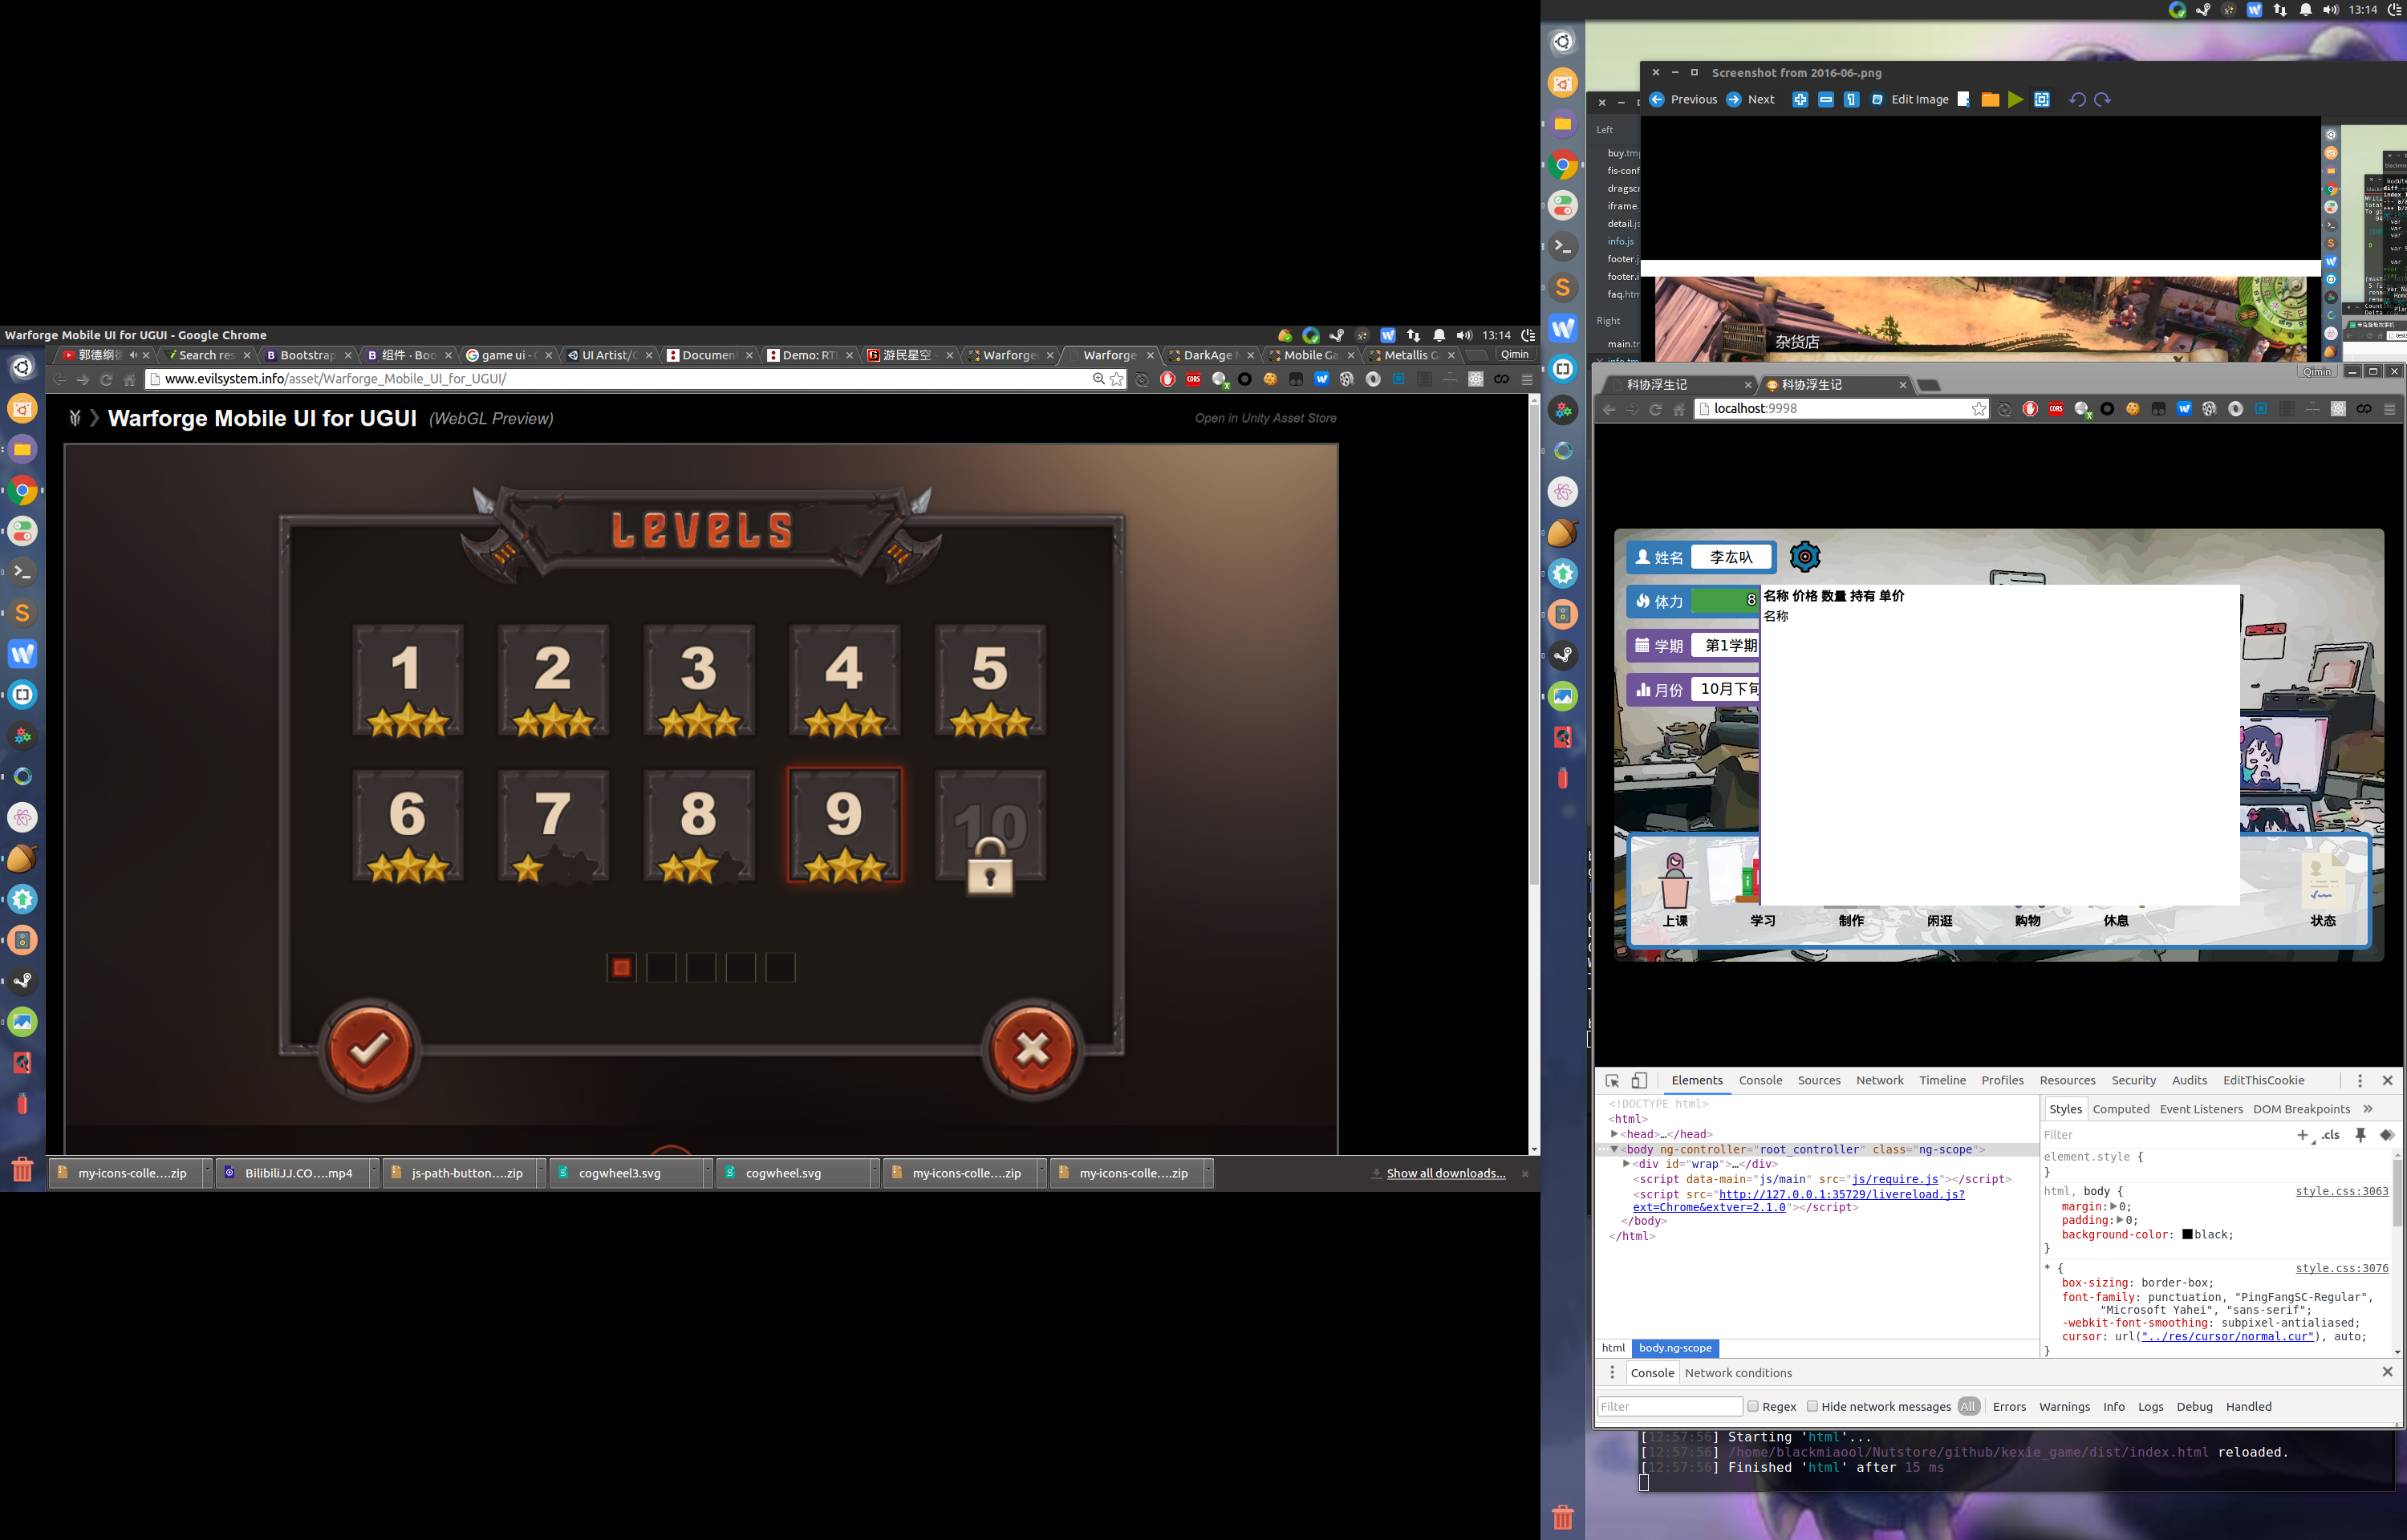 Warforge Mobile UI for UGUI - Google Chrome
13:14
郭德纲
Search res
Bootstrap
组件 · Boo
game ui -
UI Artist/
Document
Demo: RTL
游民星空
Warforge
Warforge
DarkAge
Mobile Ga
Metallis G
Qimin
www.evilsystem.info/asset/Warforge_Mobile_UI_for_UGUI/
Warforge Mobile UI for UGUI (WebGL Preview)
Open in Unity Asset Store
LEVELS
1 2 3 4 5
6 7 8 9 10
my-icons-colle....zip
BilibiliJJ.CO....mp4
js-path-button....zip
cogwheel3.svg
cogwheel.svg
my-icons-colle....zip
my-icons-colle....zip
Show all downloads...
13:14
Screenshot from 2016-06-.png
Previous Next Edit Image
Left
buy.tm
fis-conf
dragscr
iframe.
detail.js
info.js
footer.j
footer.i
faq.htm
Right
main.tm
杂货店
科协浮生记
科协浮生记
Qimin
localhost:9998
姓名
体力 8
学期 第1学期
月份 10月下旬
名称 价格 数量 持有 单价
名称
上课 学习 制作 闲逛 购物 休息 状态
Elements Console Sources Network Timeline Profiles Resources Security Audits EditThisCookie
<!DOCTYPE html>
<html>
<head>…</head>
<body ng-controller="root_controller" class="ng-scope">
<div id="wrap">…</div>
<script data-main="js/main" src="js/require.js"></script>
<script src="http://127.0.0.1:35729/livereload.js?
ext=Chrome&extver=2.1.0"></script>
</body>
</html>
html body.ng-scope
Styles Computed Event Listeners DOM Breakpoints
Filter
.cls
element.style {
}
html, body { style.css:3063
margin: 0;
padding: 0;
background-color: black;
}
* { style.css:3076
box-sizing: border-box;
font-family: punctuation, "PingFangSC-Regular",
"Microsoft Yahei", "sans-serif";
-webkit-font-smoothing: subpixel-antialiased;
cursor: url("../res/cursor/normal.cur"), auto;
}
Console Network conditions
Filter
Regex Hide network messages All Errors Warnings Info Logs Debug Handled
[12:57:56] Starting 'html'...
[12:57:56] /home/blackmiaool/Nutstore/github/kexie_game/dist/index.html reloaded.
[12:57:56] Finished 'html' after 15 ms